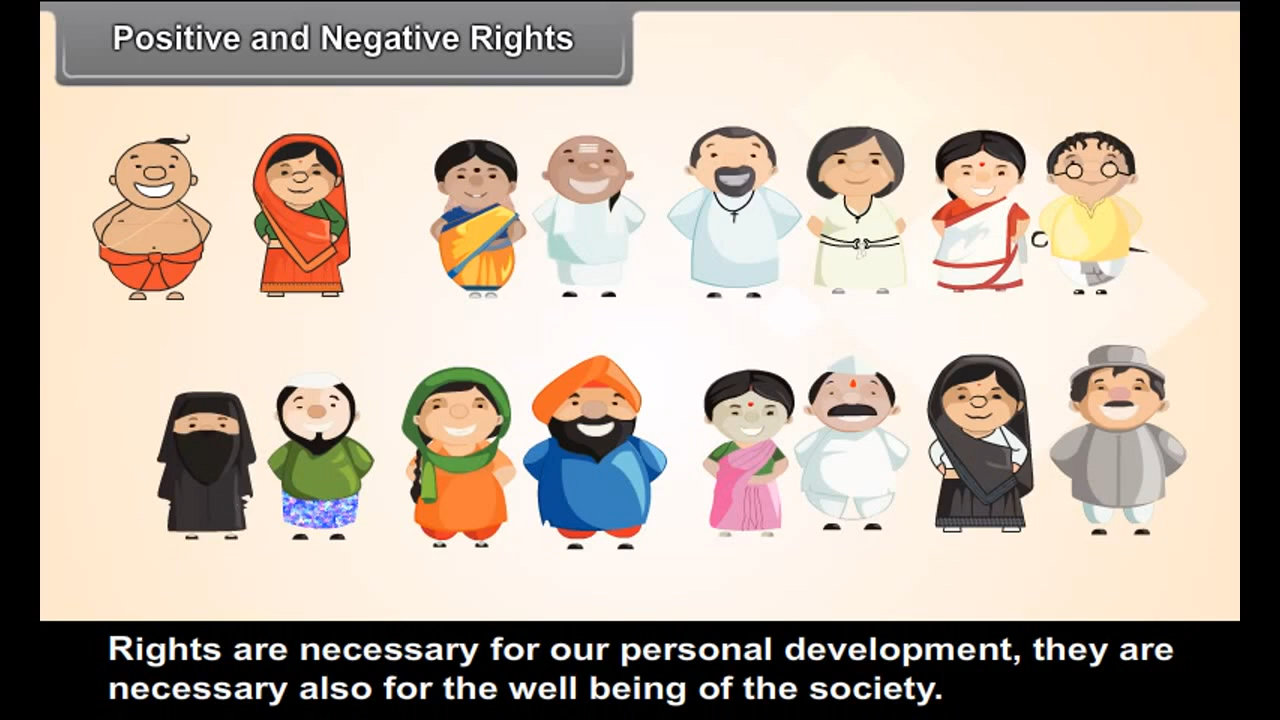 Positive and Negative Rights
Rights are necessary for our personal development, they are
necessary also for the well being of the society.